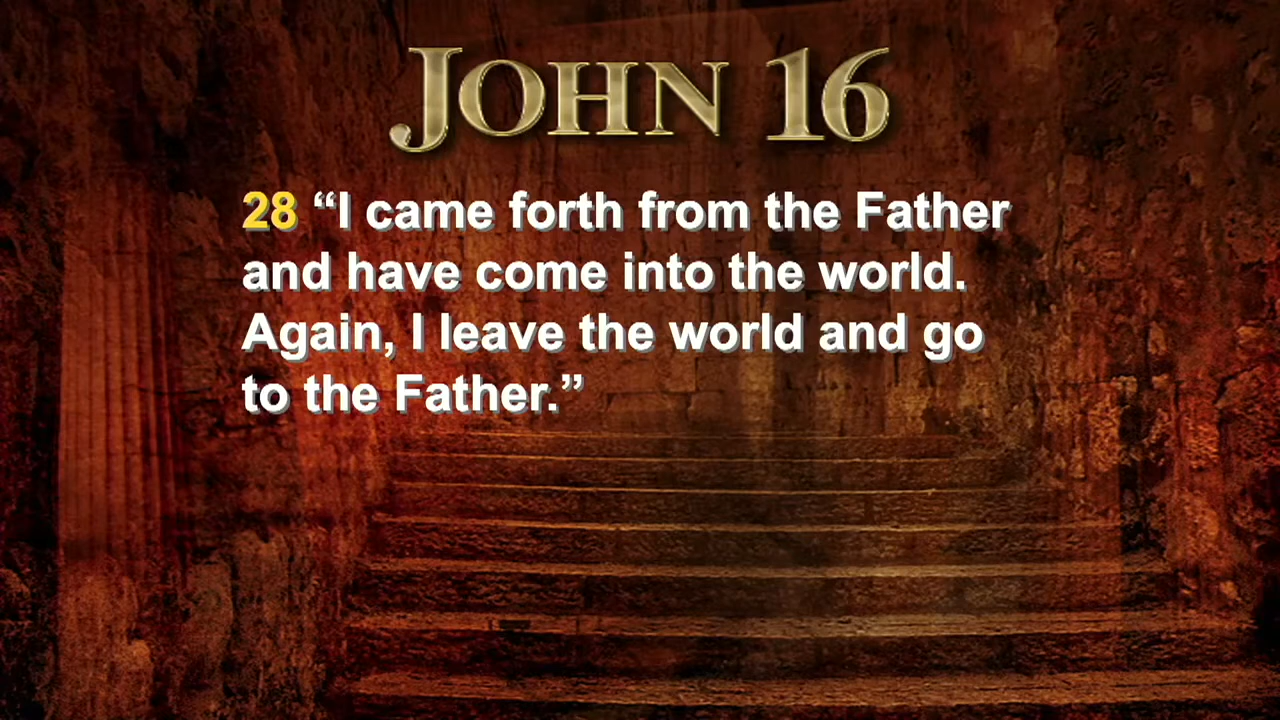 JOHN 16
28 “I came forth from the Father
and have come into the world.
Again, I leave the world and go
to the Father.”